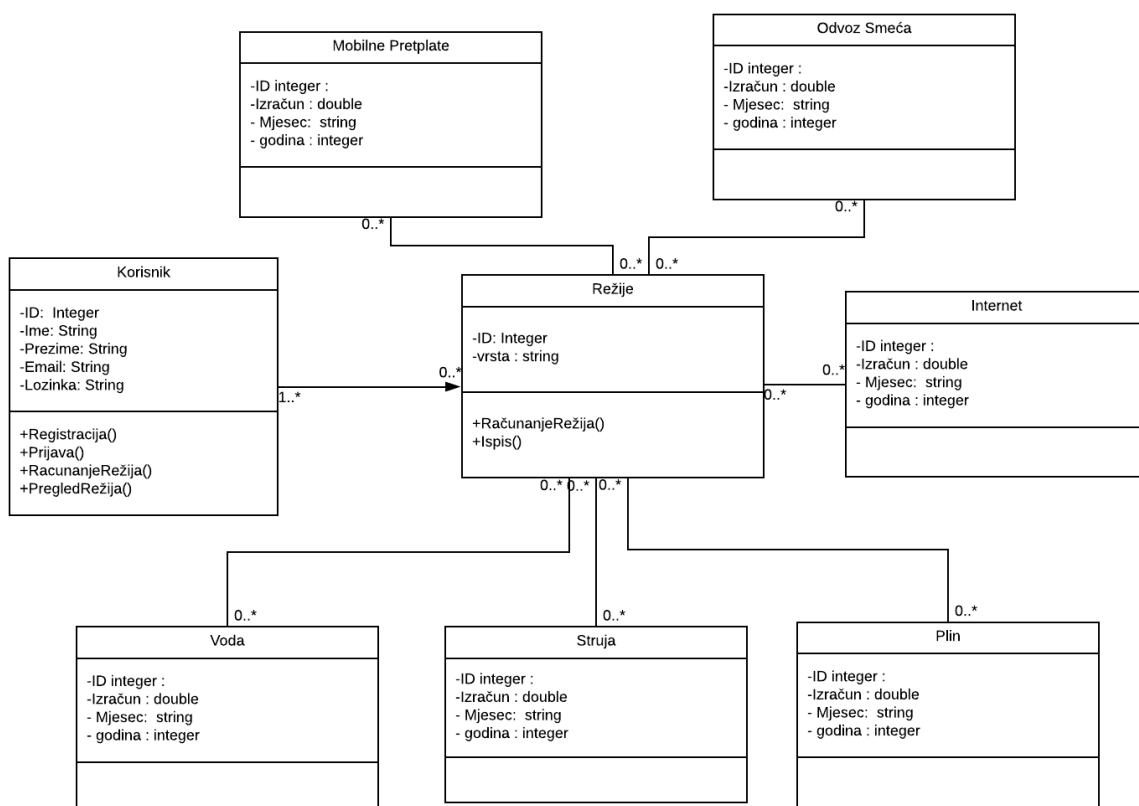 Mobilne Pretplate
-ID integer :
-Izračun : double
- Mjesec: string
- godina : integer
0..*
Odvoz Smeća
-ID integer :
-Izračun : double
- Mjesec: string
- godina : integer
0..*
Korisnik
-ID: Integer
-Ime: String
-Prezime: String
-Email: String
-Lozinka: String
+Registracija()
+Prijava()
+RacunanjeRežija()
+PregledRežija()
1..*
0..*
0..* 0..*
Režije
-ID: Integer
-vrsta : string
+RačunanjeRežija()
+Ispis()
0..*
0..*
Internet
-ID integer :
-Izračun : double
- Mjesec: string
- godina : integer
0..* 0..* 0..*
0..*
Voda
-ID integer :
-Izračun : double
- Mjesec: string
- godina : integer
0..*
Struja
-ID integer :
-Izračun : double
- Mjesec: string
- godina : integer
0..*
Plin
-ID integer :
-Izračun : double
- Mjesec: string
- godina : integer